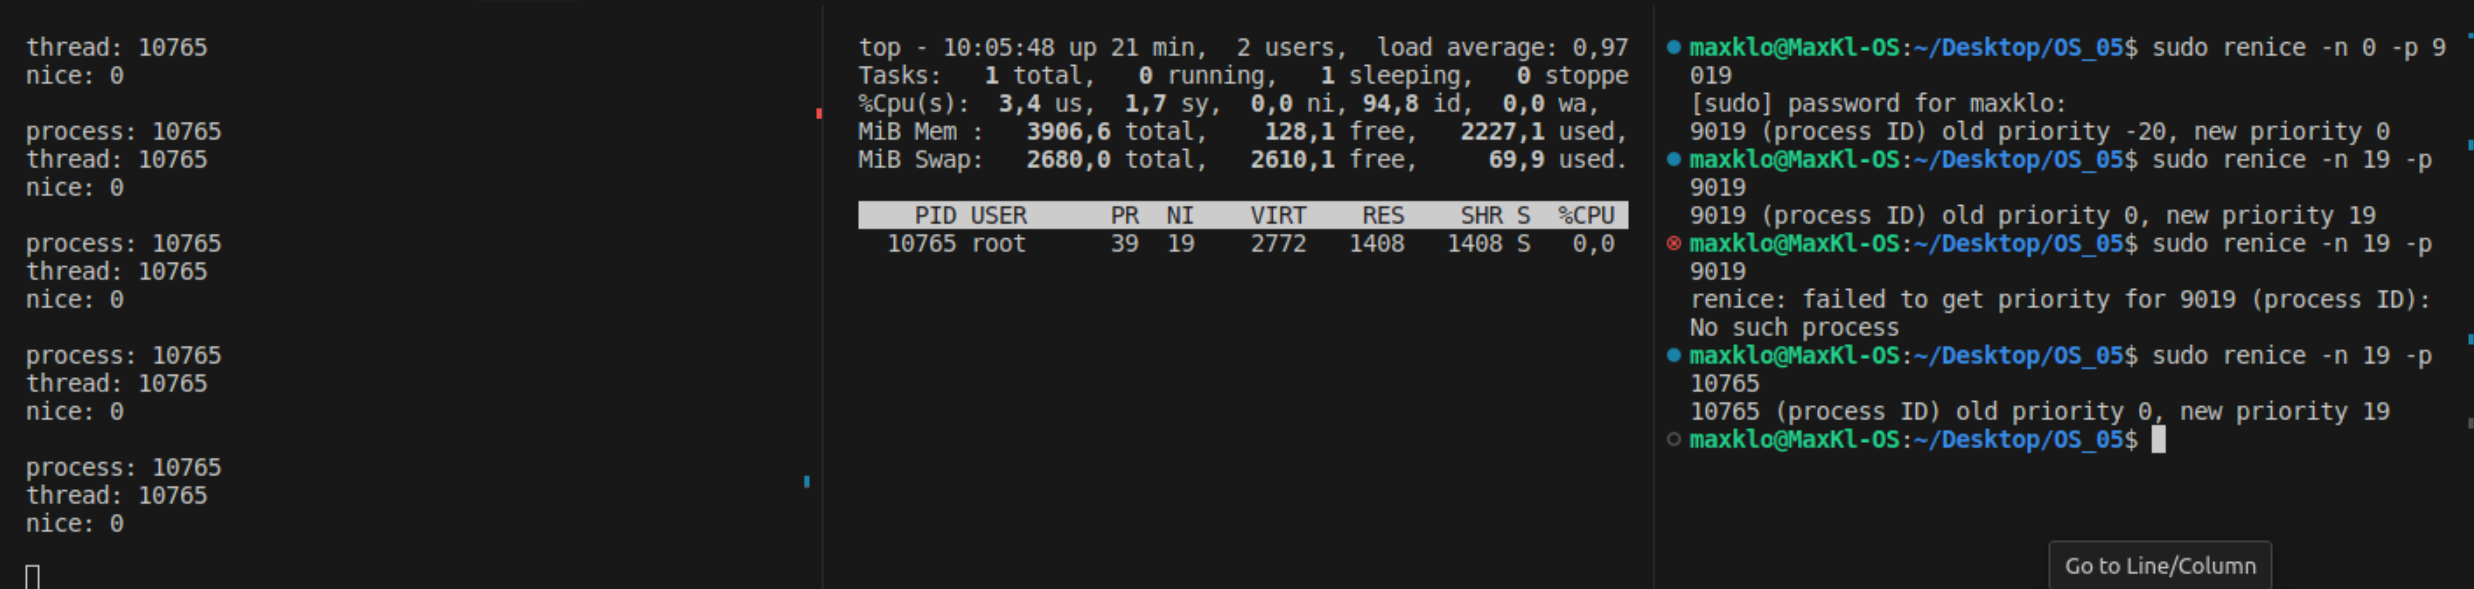 thread: 10765
nice: 0
process: 10765
thread: 10765
nice: 0
process: 10765
thread: 10765
nice: 0
process: 10765
thread: 10765
nice: 0
process: 10765
thread: 10765
nice: 0
top - 10:05:48 up 21 min,  2 users,  load average: 0,97
Tasks:   1 total,   0 running,   1 sleeping,   0 stoppe
%Cpu(s):  3,4 us,  1,7 sy,  0,0 ni, 94,8 id,  0,0 wa,
MiB Mem :   3906,6 total,    128,1 free,   2227,1 used,
MiB Swap:   2680,0 total,   2610,1 free,     69,9 used.
PID USER      PR  NI    VIRT    RES    SHR S  %CPU
10765 root      39  19    2772   1408   1408 S   0,0
maxklo@MaxKl-OS:~/Desktop/OS_05$ sudo renice -n 0 -p 9
019
[sudo] password for maxklo:
9019 (process ID) old priority -20, new priority 0
maxklo@MaxKl-OS:~/Desktop/OS_05$ sudo renice -n 19 -p
9019
9019 (process ID) old priority 0, new priority 19
maxklo@MaxKl-OS:~/Desktop/OS_05$ sudo renice -n 19 -p
9019
renice: failed to get priority for 9019 (process ID):
No such process
maxklo@MaxKl-OS:~/Desktop/OS_05$ sudo renice -n 19 -p
10765
10765 (process ID) old priority 0, new priority 19
maxklo@MaxKl-OS:~/Desktop/OS_05$
Go to Line/Column